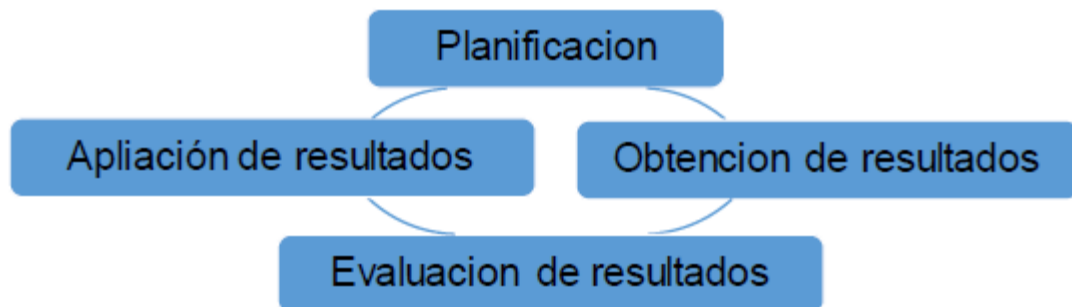 Planificacion
Apliación de resultados
Obtencion de resultados
Evaluacion de resultados